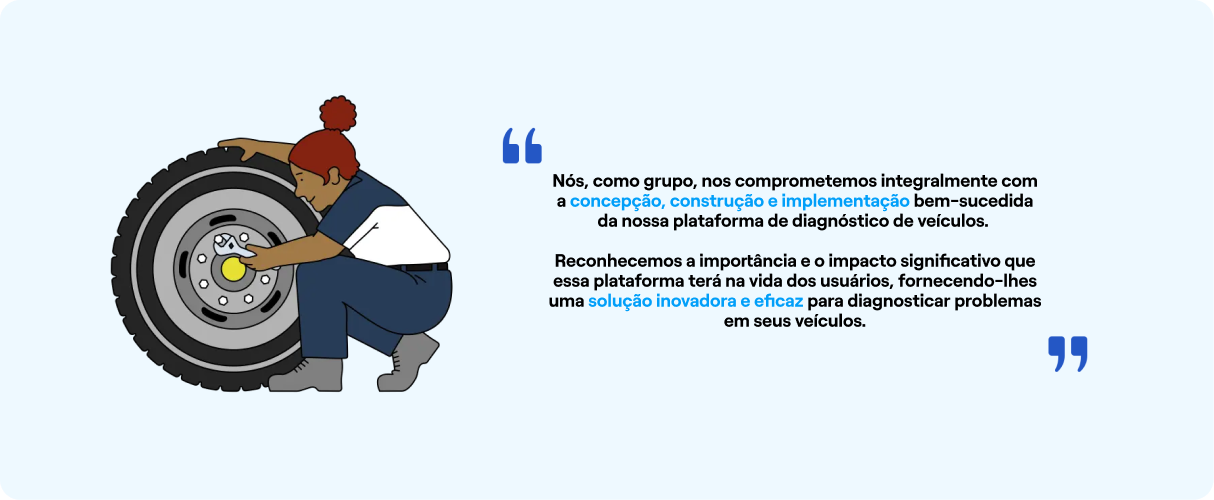 “
Nós, como grupo, nos comprometemos integralmente com
a concepção, construção e implementação bem-sucedida
da nossa plataforma de diagnóstico de veículos.
Reconhecemos a importância e o impacto significativo que
essa plataforma terá na vida dos usuários, fornecendo-lhes
uma solução inovadora e eficaz para diagnosticar problemas
em seus veículos.
”